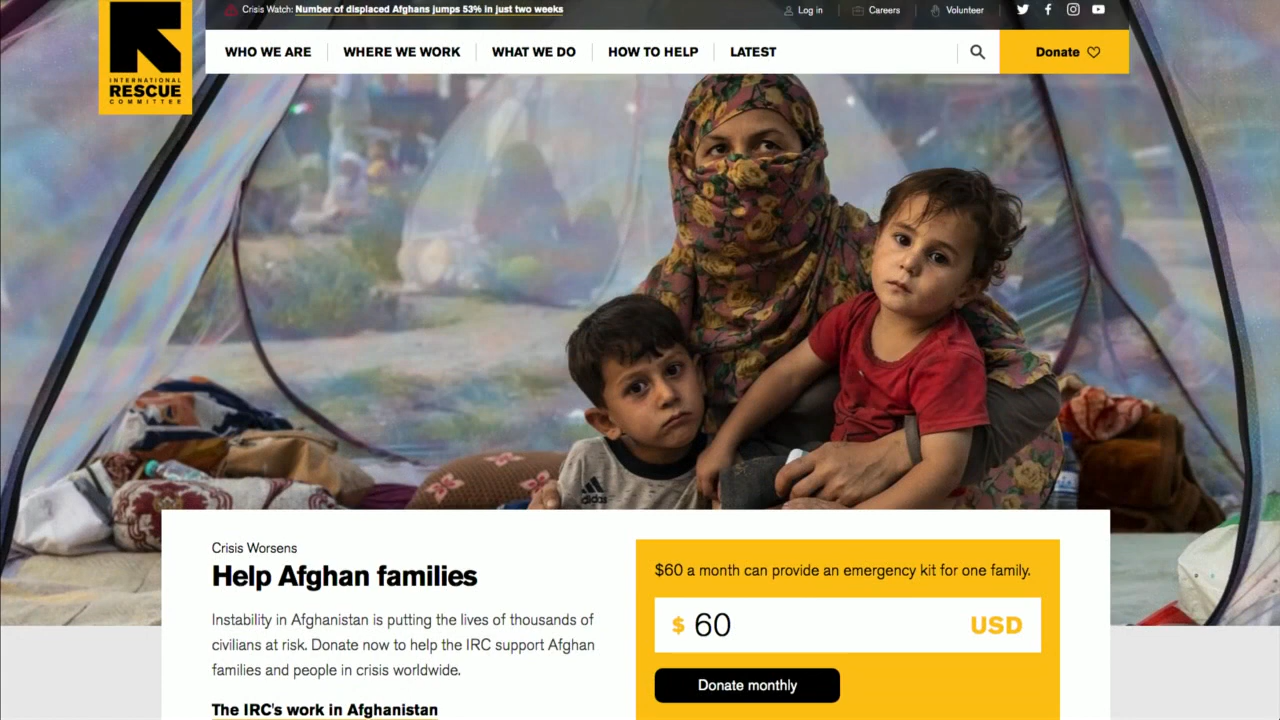 Crisis Watch: Number of displaced Afghans jumps 53% in just two weeks
Log in
Careers
Volunteer
INTERNATIONAL
RESCUE
COMMITTEE
WHO WE ARE
WHERE WE WORK
WHAT WE DO
HOW TO HELP
LATEST
Donate
adidas
Crisis Worsens
Help Afghan families
Instability in Afghanistan is putting the lives of thousands of
civilians at risk. Donate now to help the IRC support Afghan
families and people in crisis worldwide.
The IRC's work in Afghanistan
$60 a month can provide an emergency kit for one family.
$ 60 USD
Donate monthly